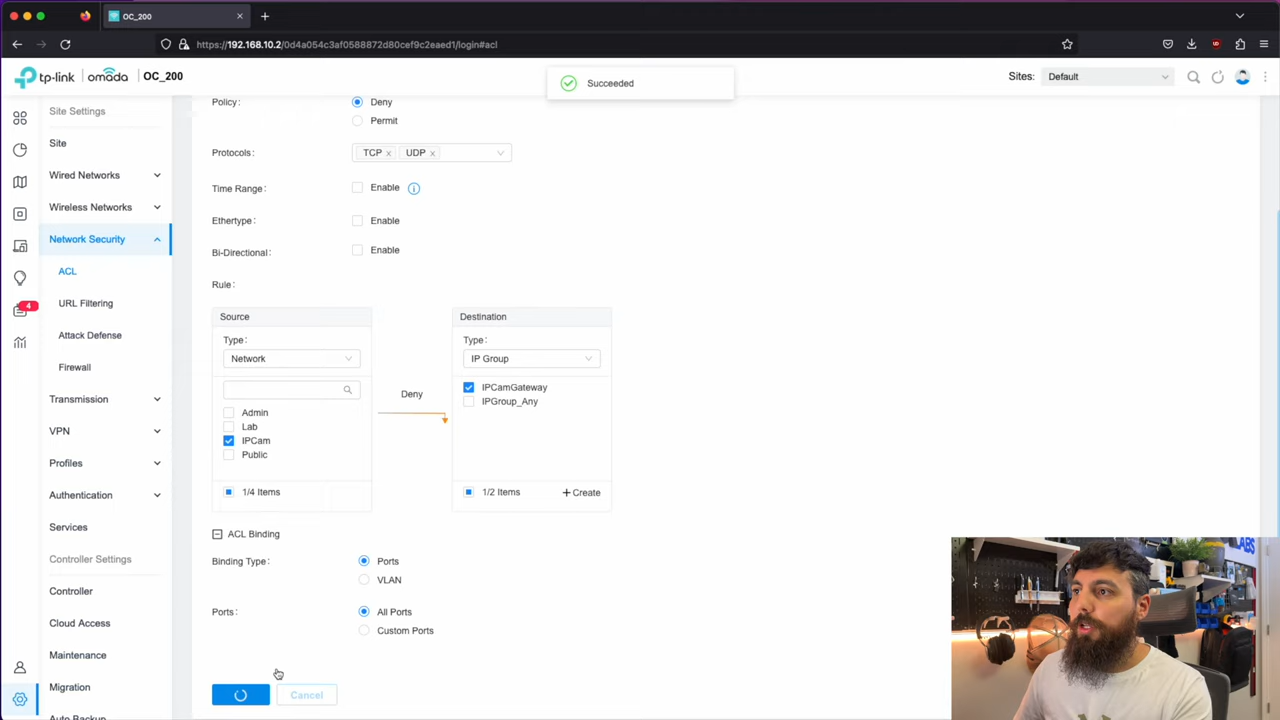 OC_200
https://192.168.10.2/0d4a054c3af0588872d80cef9c2eaed1/login#acl
tp-link omada OC_200
Succeeded
Sites: Default
Site Settings
Site
Wired Networks
Wireless Networks
Network Security
ACL
URL Filtering
Attack Defense
Firewall
Transmission
VPN
Profiles
Authentication
Services
Controller Settings
Controller
Cloud Access
Maintenance
Migration
Auto Backup
4
Policy: Deny
Permit
Protocols: TCP UDP
Time Range: Enable
Ethertype: Enable
Bi-Directional: Enable
Rule:
Source
Type:
Network
Admin
Lab
IPCam
Public
1/4 Items
Deny
Destination
Type:
IP Group
IPCamGateway
IPGroup_Any
1/2 Items + Create
ACL Binding
Binding Type: Ports
VLAN
Ports: All Ports
Custom Ports
Cancel